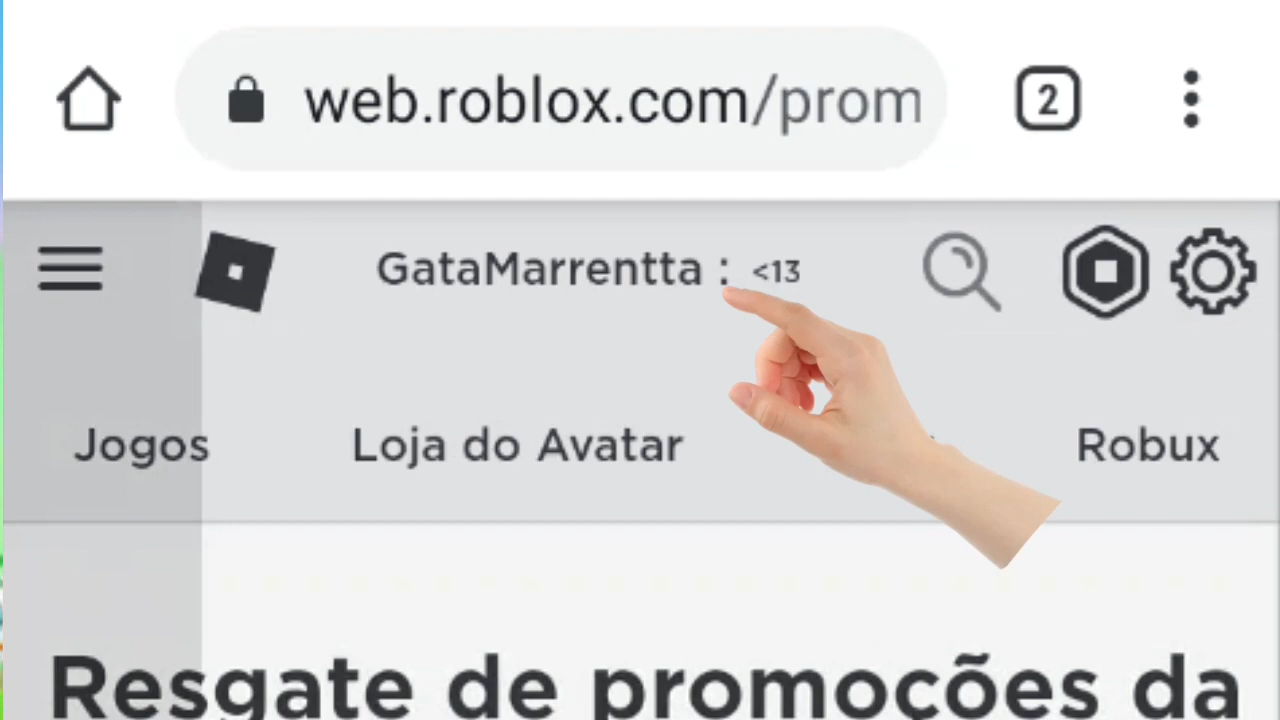 web.roblox.com/prom
2
GataMarrentta : <13
Jogos
Loja do Avatar
Robux
Resgate de promoções da